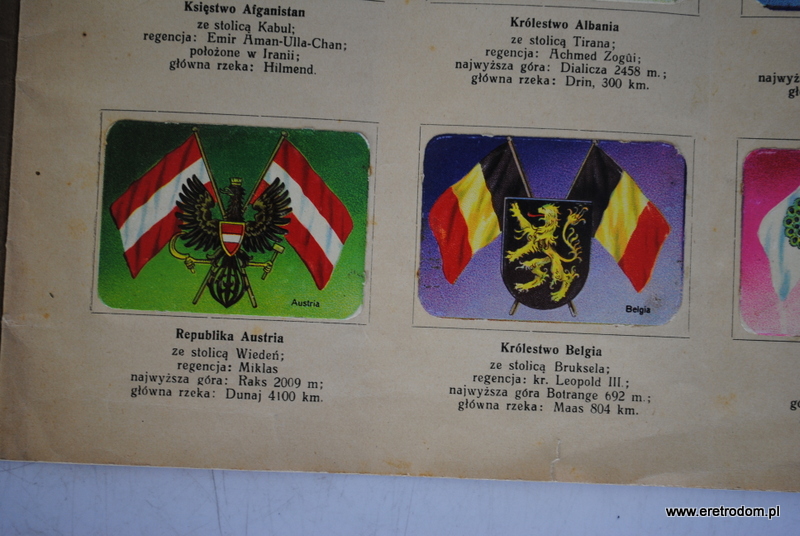 Księstwo Afganistan
ze stolicą Kabul;
regencja: Emir Aman-Ulla-Chan;
położone w Iranii;
główna rzeka: Hilmend.
Królestwo Albania
ze stolicą Tirana;
regencja: Achmed Zogûi;
najwyższa góra: Dialicza 2458 m.;
główna rzeka: Drin, 300 km.
najwyż
gł
Austria
Republika Austria
ze stolicą Wiedeń;
regencja: Miklas
najwyższa góra: Raks 2009 m;
główna rzeka: Dunaj 4100 km.
Belgia
Królestwo Belgia
ze stolicą Bruksela;
regencja: kr. Leopold III.;
najwyższa góra Botrange 692 m.;
główna rzeka: Maas 804 km.
www.eretrodom.pl